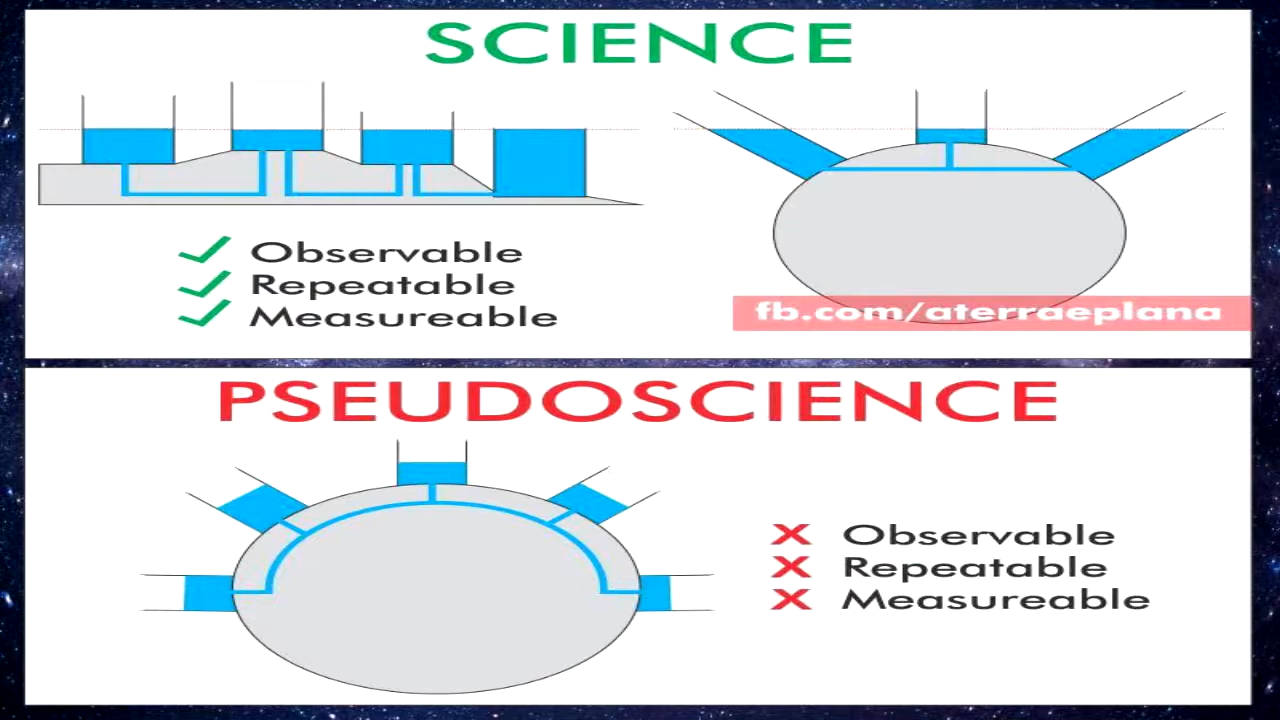 SCIENCE
Observable
Repeatable
Measureable
fb.com/aterraeplana
PSEUDOSCIENCE
Observable
Repeatable
Measureable